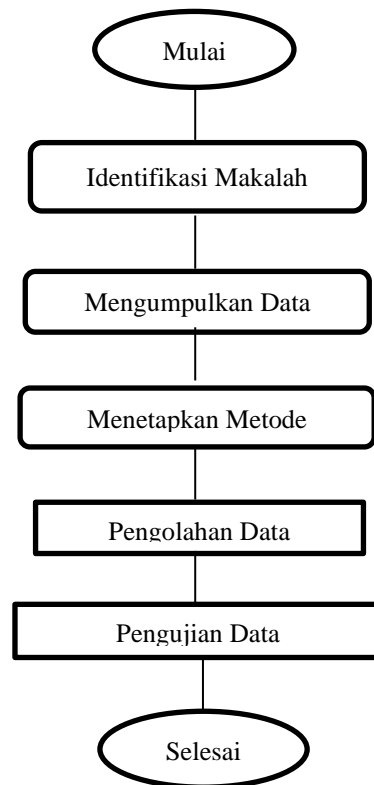 Mulai
Identifikasi Makalah
Mengumpulkan Data
Menetapkan Metode
Pengolahan Data
Pengujian Data
Selesai